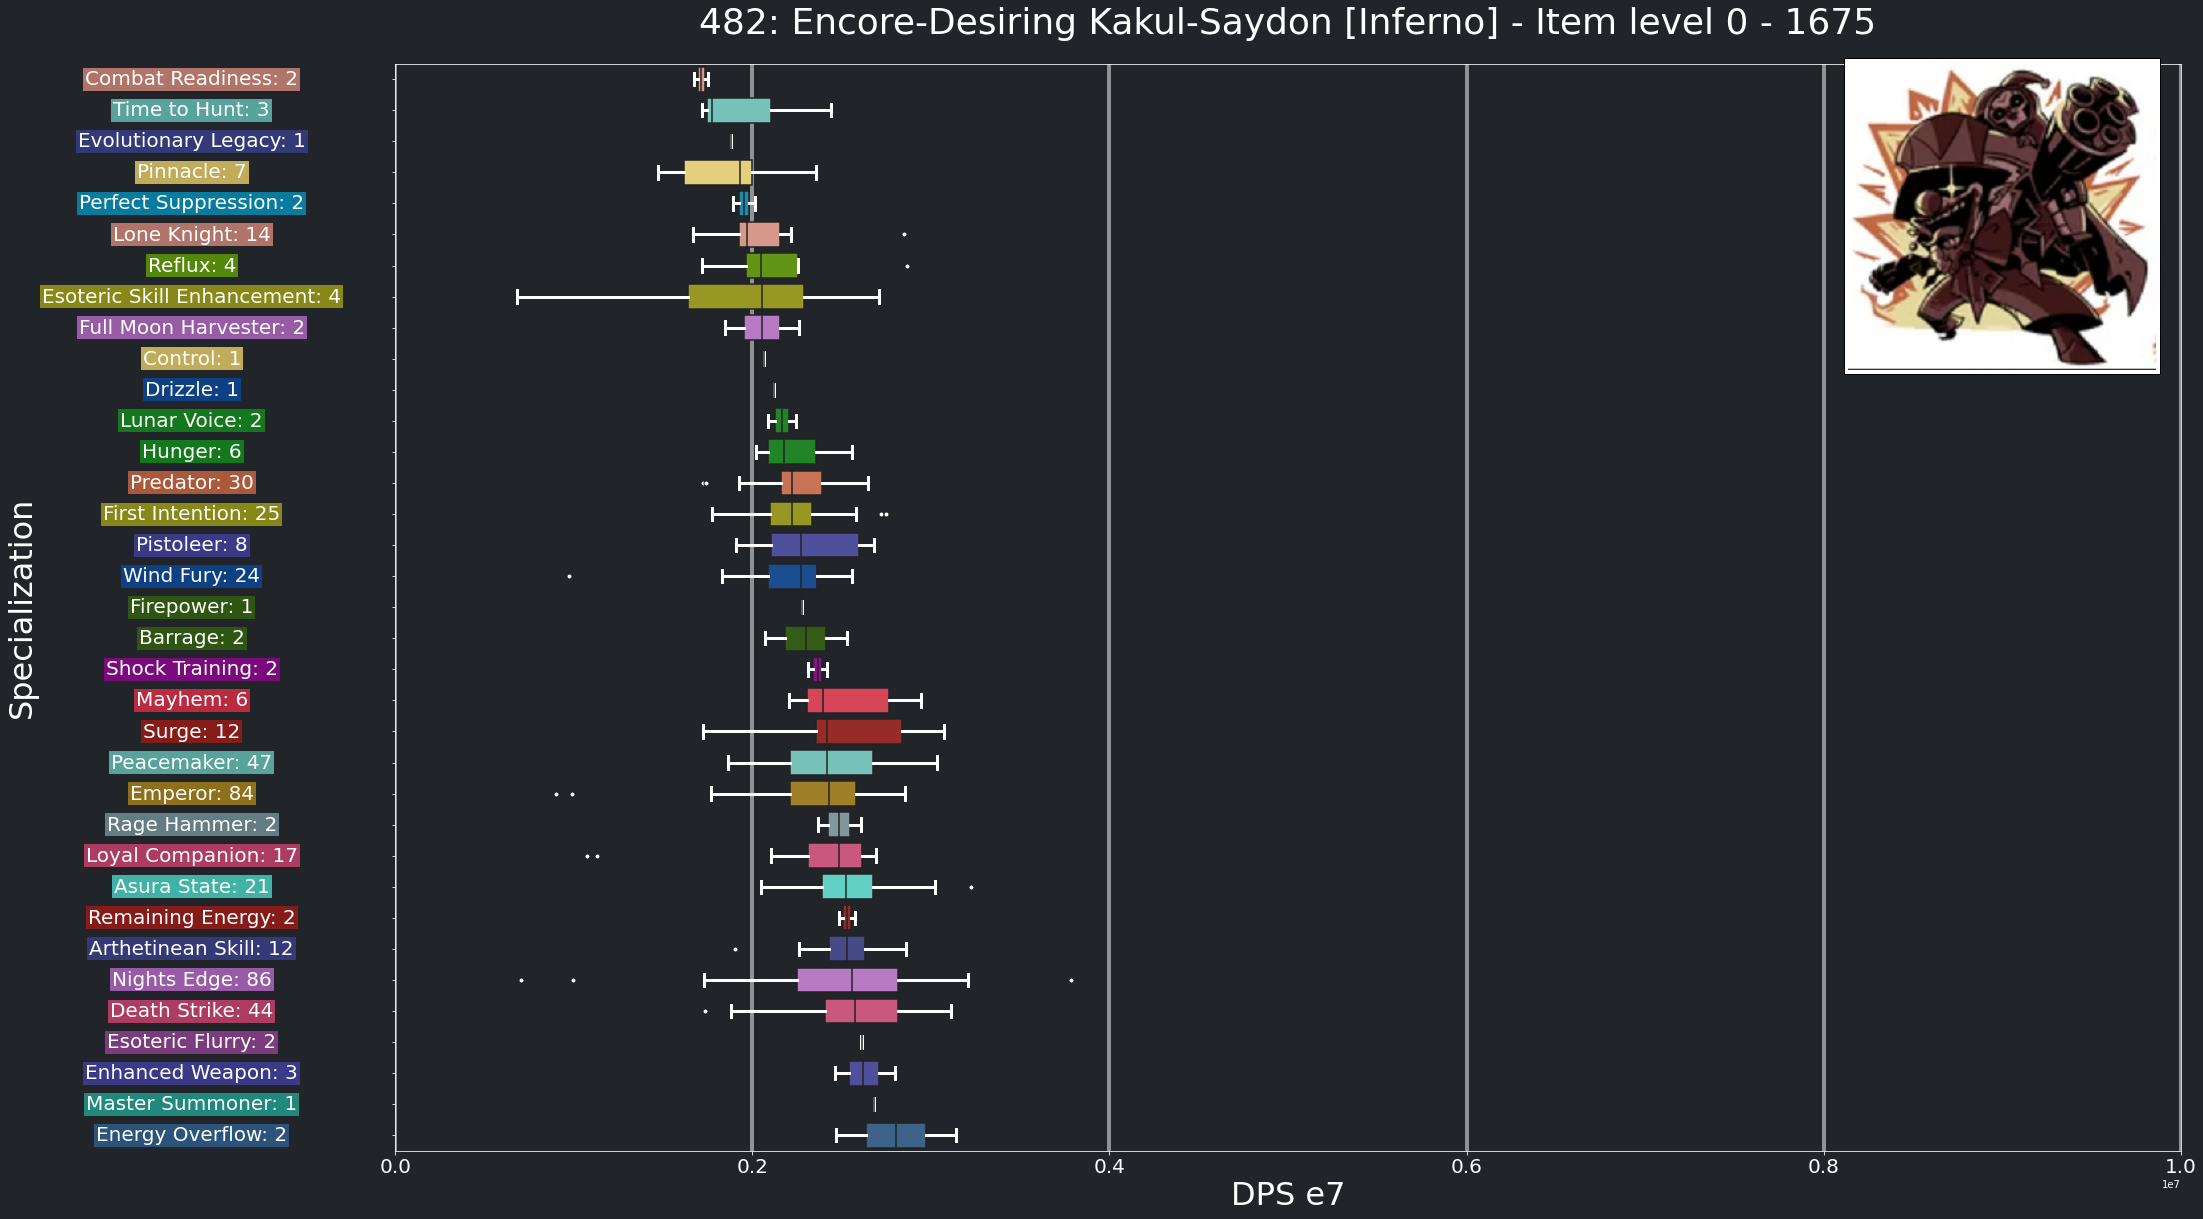 482: Encore-Desiring Kakul-Saydon [Inferno] - Item level 0 - 1675
Specialization
Combat Readiness: 2
Time to Hunt: 3
Evolutionary Legacy: 1
Pinnacle: 7
Perfect Suppression: 2
Lone Knight: 14
Reflux: 4
Esoteric Skill Enhancement: 4
Full Moon Harvester: 2
Control: 1
Drizzle: 1
Lunar Voice: 2
Hunger: 6
Predator: 30
First Intention: 25
Pistoleer: 8
Wind Fury: 24
Firepower: 1
Barrage: 2
Shock Training: 2
Mayhem: 6
Surge: 12
Peacemaker: 47
Emperor: 84
Rage Hammer: 2
Loyal Companion: 17
Asura State: 21
Remaining Energy: 2
Arthetinean Skill: 12
Nights Edge: 86
Death Strike: 44
Esoteric Flurry: 2
Enhanced Weapon: 3
Master Summoner: 1
Energy Overflow: 2
0.0 0.2 0.4 0.6 0.8 1.0
1e7
DPS e7